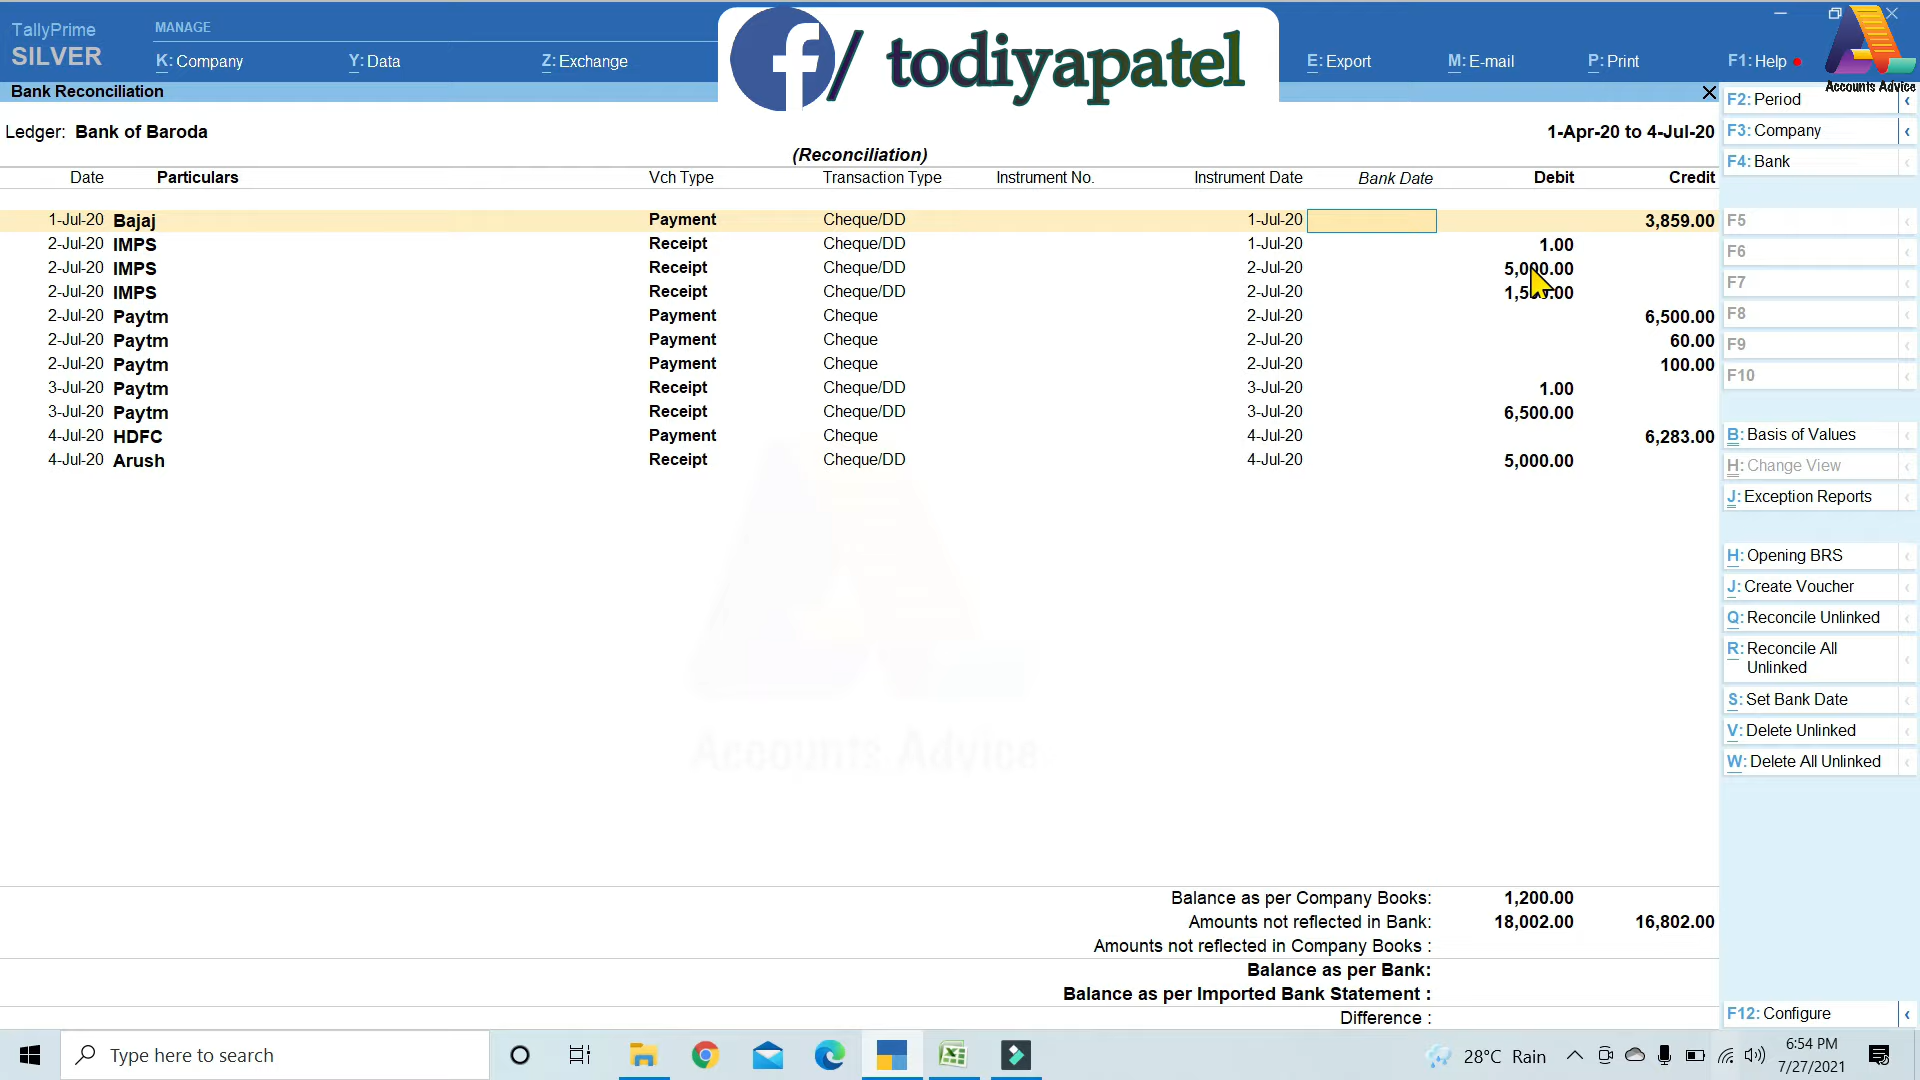 TallyPrime
SILVER
MANAGE
K: Company
Y: Data
Z: Exchange
f/ todiyapatel
E: Export
M: E-mail
P: Print
F1: Help
Accounts Advice
Bank Reconciliation
Ledger: Bank of Baroda
1-Apr-20 to 4-Jul-20
(Reconciliation)
Date Particulars Vch Type Transaction Type Instrument No. Instrument Date Bank Date Debit Credit
1-Jul-20 Bajaj Payment Cheque/DD 1-Jul-20 3,859.00
2-Jul-20 IMPS Receipt Cheque/DD 1-Jul-20 1.00
2-Jul-20 IMPS Receipt Cheque/DD 2-Jul-20 5,000.00
2-Jul-20 IMPS Receipt Cheque/DD 2-Jul-20
2-Jul-20 Paytm Payment Cheque 2-Jul-20 6,500.00
2-Jul-20 Paytm Payment Cheque 2-Jul-20 60.00
2-Jul-20 Paytm Payment Cheque 2-Jul-20 100.00
3-Jul-20 Paytm Receipt Cheque/DD 3-Jul-20 1.00
3-Jul-20 Paytm Receipt Cheque/DD 3-Jul-20 6,500.00
4-Jul-20 HDFC Payment Cheque 4-Jul-20 6,283.00
4-Jul-20 Arush Receipt Cheque/DD 4-Jul-20 5,000.00
Accounts Advice
Balance as per Company Books: 1,200.00
Amounts not reflected in Bank: 18,002.00 16,802.00
Amounts not reflected in Company Books :
Balance as per Bank:
Balance as per Imported Bank Statement :
Difference :
F2: Period
F3: Company
F4: Bank
F5
F6
F7
F8
F9
F10
B: Basis of Values
H: Change View
J: Exception Reports
H: Opening BRS
J: Create Voucher
Q: Reconcile Unlinked
R: Reconcile All
Unlinked
S: Set Bank Date
V: Delete Unlinked
W: Delete All Unlinked
F12: Configure
Type here to search
28°C Rain
6:54 PM
7/27/2021